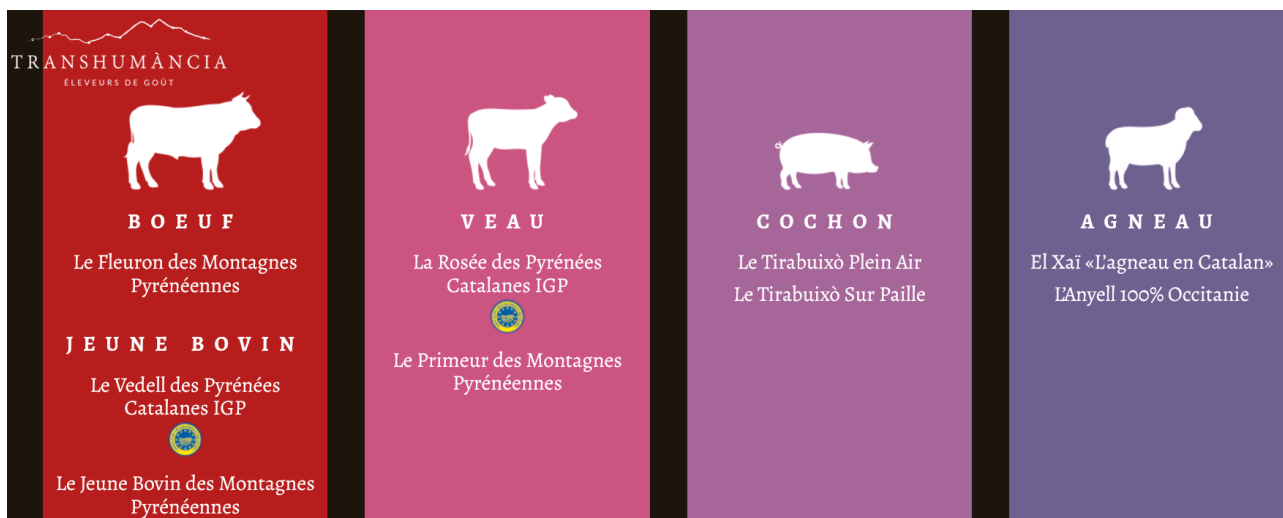 TRANSHUMÀNCIA
ÉLEVEURS DE GOÛT
BOEUF
Le Fleuron des Montagnes
Pyrénéennes
JEUNE BOVIN
Le Vedell des Pyrénées
Catalanes IGP
Le Jeune Bovin des Montagnes
Pyrénéennes
VEAU
La Rosée des Pyrénées
Catalanes IGP
Le Primeur des Montagnes
Pyrénéennes
COCHON
Le Tirabuixò Plein Air
Le Tirabuixò Sur Paille
AGNEAU
El Xaï «L'agneau en Catalan»
L'Anyell 100% Occitanie